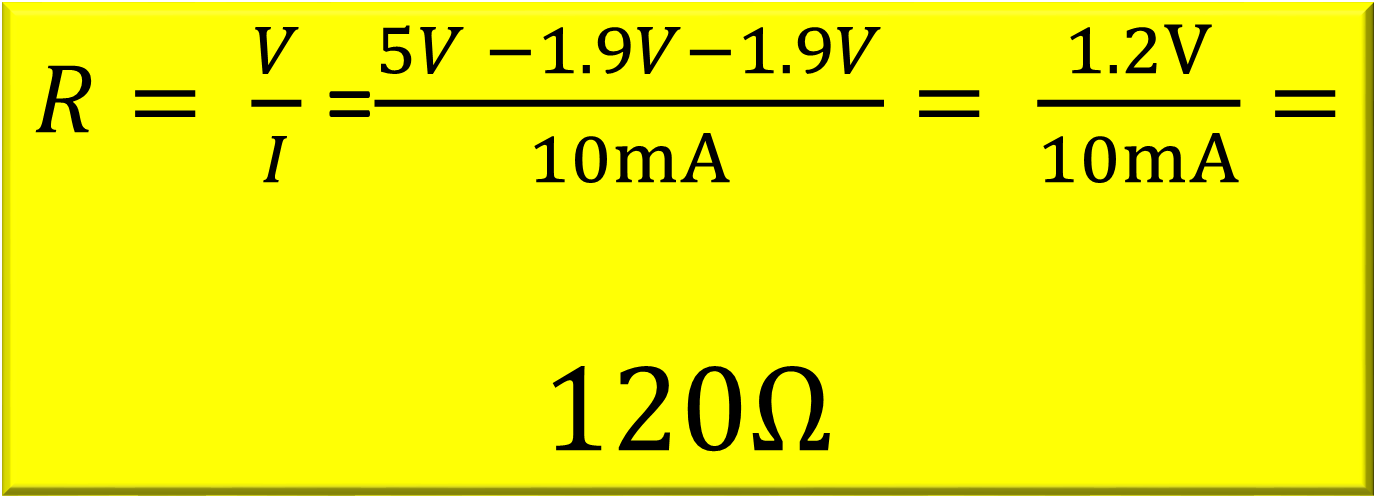 R = V/I = 5V −1.9V−1.9V/10mA = 1.2V/10mA =
120Ω